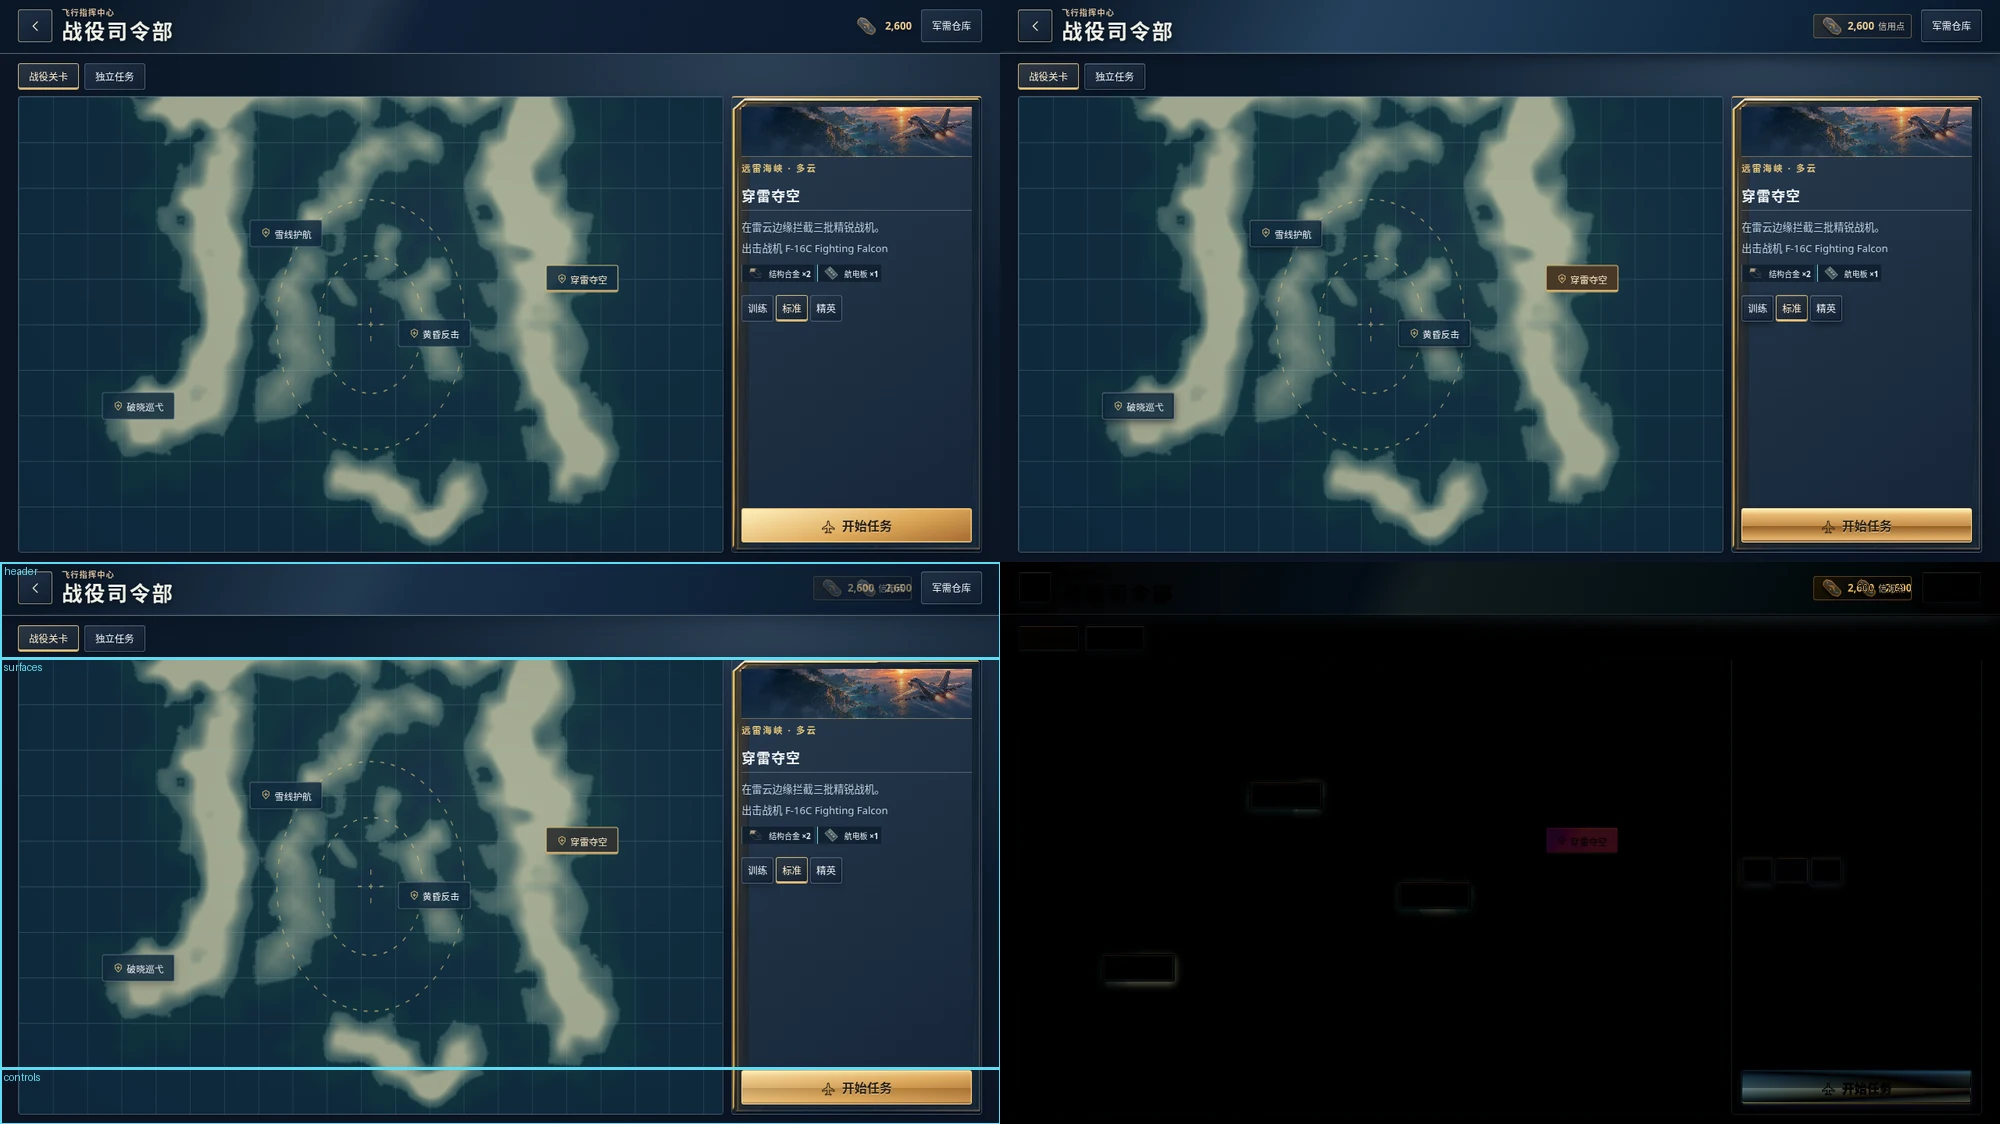 飞行指挥中心
战役司令部
2,600
军需仓库
战役关卡
独立任务
雪线护航
穿雷夺空
黄昏反击
破晓巡弋
远雷海峡 · 多云
穿雷夺空
在雷云边缘拦截三批精锐战机。
出击战机 F-16C Fighting Falcon
结构合金 ×2
航电板 ×1
训练
标准
精英
开始任务
飞行指挥中心
战役司令部
2,600 信用点
军需仓库
战役关卡
独立任务
雪线护航
穿雷夺空
黄昏反击
破晓巡弋
远雷海峡 · 多云
穿雷夺空
在雷云边缘拦截三批精锐战机。
出击战机 F-16C Fighting Falcon
结构合金 ×2
航电板 ×1
训练
标准
精英
开始任务
header
飞行指挥中心
战役司令部
2,600
2,600
军需仓库
战役关卡
独立任务
surfaces
雪线护航
穿雷夺空
黄昏反击
破晓巡弋
远雷海峡 · 多云
穿雷夺空
在雷云边缘拦截三批精锐战机。
出击战机 F-16C Fighting Falcon
结构合金 ×2
航电板 ×1
训练
标准
精英
controls
开始任务
穿雷夺空
开始任务